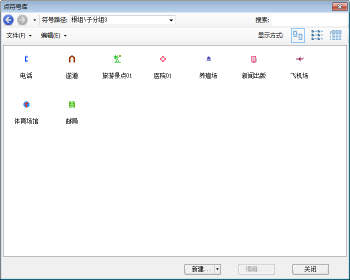 点符号库
符号路径: 根组\子分组3 搜索:
文件(F) 编辑(E) 显示方式:
电话 隧道 旅游景点01 医院01 养殖场 新闻出版 飞机场
体育场馆 邮局
新建... 编辑... 关闭